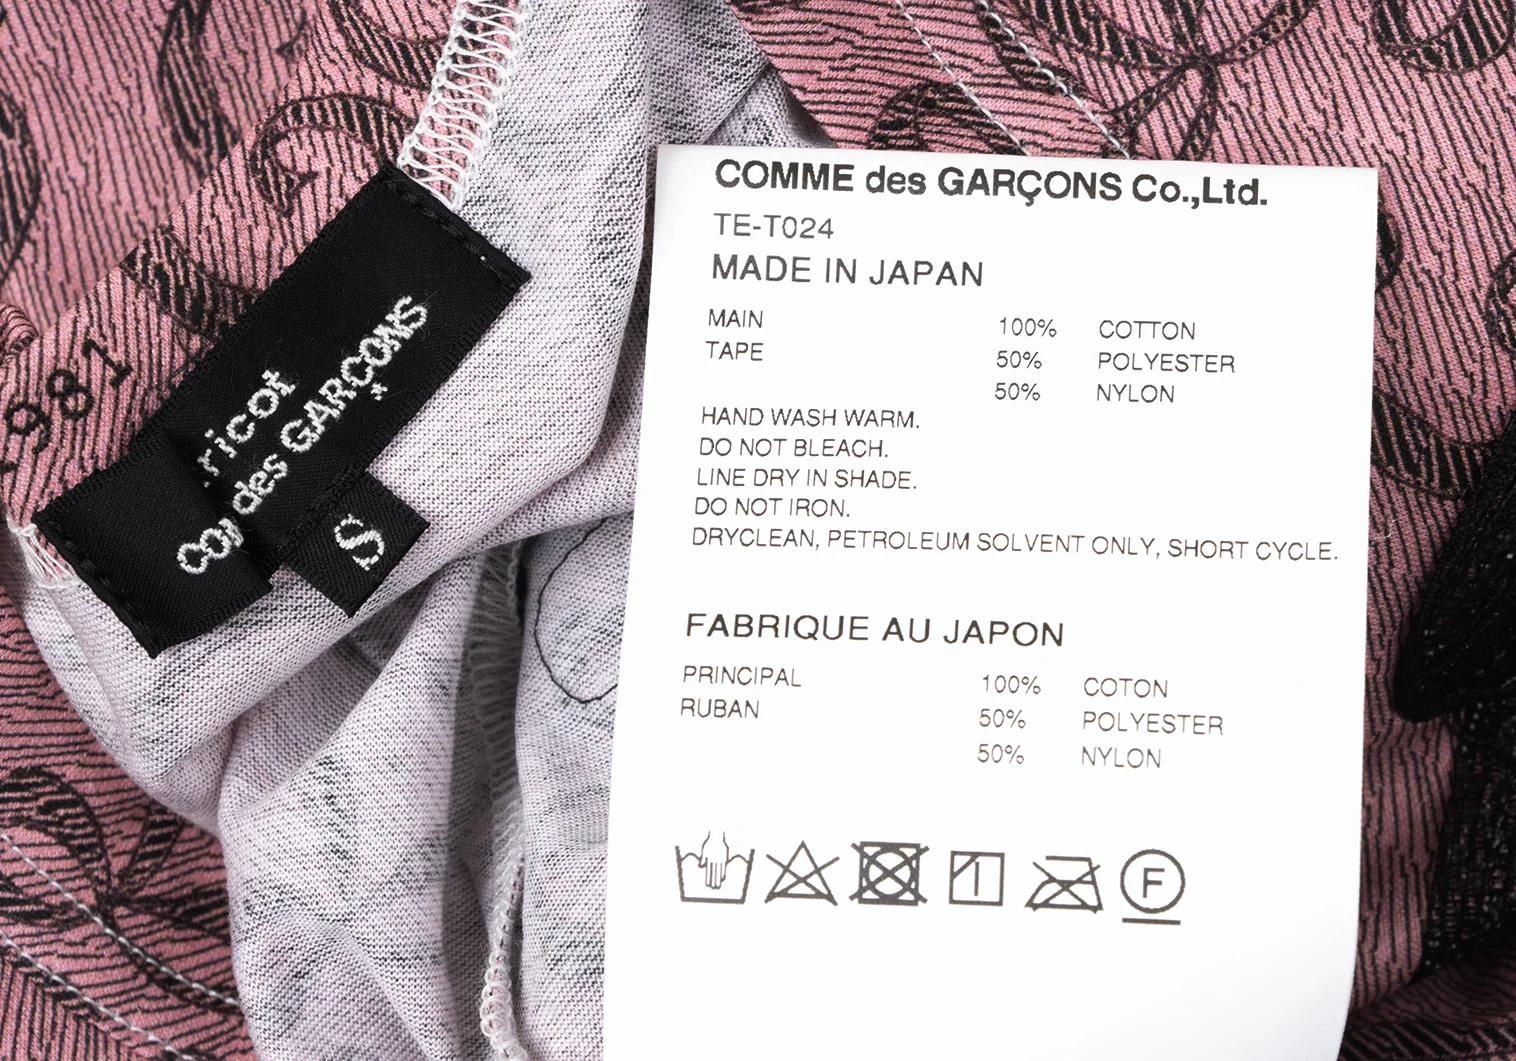 COMME des GARÇONS Co.,Ltd.
TE-T024
MADE IN JAPAN
MAIN 100% COTTON
TAPE 50% POLYESTER
50% NYLON
HAND WASH WARM.
DO NOT BLEACH.
LINE DRY IN SHADE.
DO NOT IRON.
DRYCLEAN, PETROLEUM SOLVENT ONLY, SHORT CYCLE.
FABRIQUE AU JAPON
PRINCIPAL 100% COTON
RUBAN 50% POLYESTER
50% NYLON
F
ricot
com des GARÇONS
S
1981